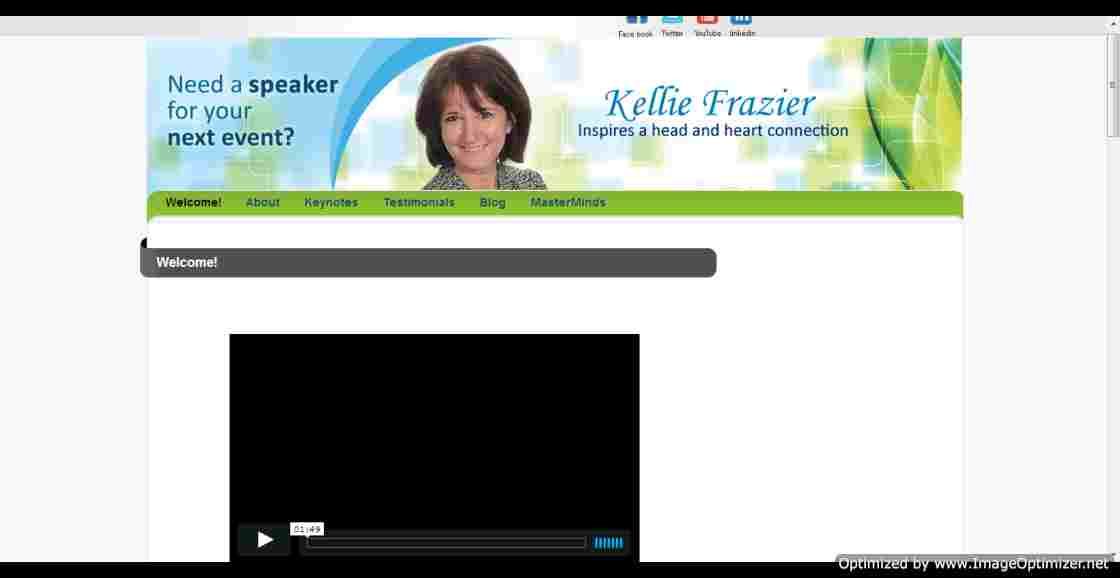 Face book Twitter YouTube linkedin
Need a speaker
for your
next event?
Kellie Frazier
Inspires a head and heart connection
Welcome! About Keynotes Testimonials Blog MasterMinds
Welcome!
01:49
Optimized by www.ImageOptimizer.net